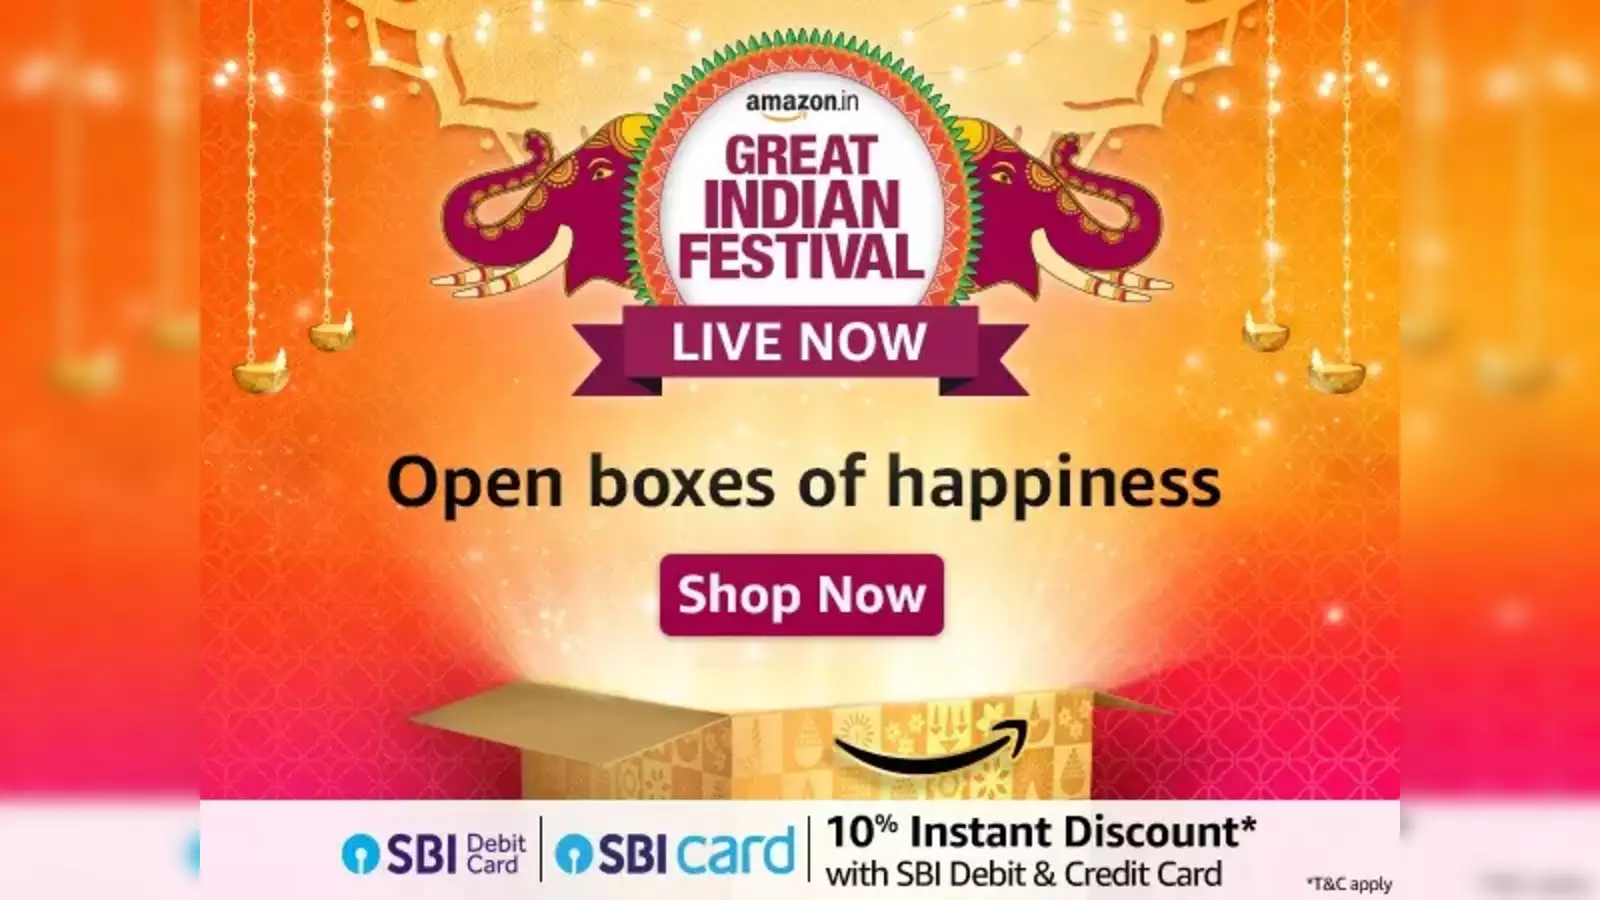 amazon.in
GREAT
INDIAN
FESTIVAL
LIVE NOW
Open boxes of happiness
Shop Now
SBI Debit Card
SBI card
10% Instant Discount*
with SBI Debit & Credit Card
*T&C apply